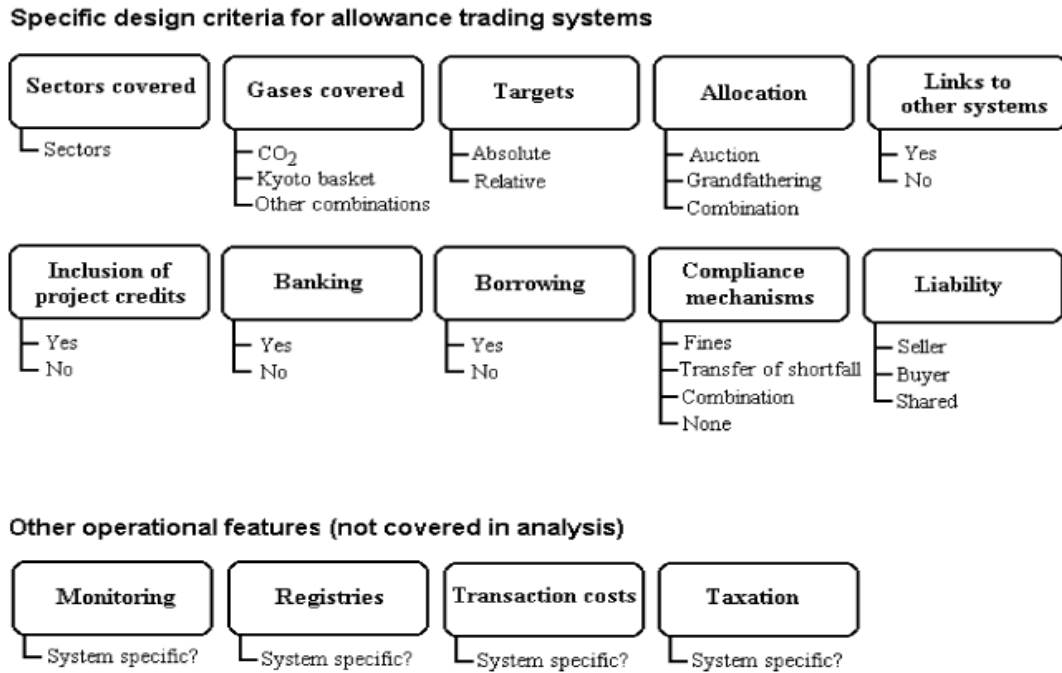 Specific design criteria for allowance trading systems
Sectors covered
Sectors
Gases covered
CO₂
Kyoto basket
Other combinations
Targets
Absolute
Relative
Allocation
Auction
Grandfathering
Combination
Links to
other systems
Yes
No
Inclusion of
project credits
Yes
No
Banking
Yes
No
Borrowing
Yes
No
Compliance
mechanisms
Fines
Transfer of shortfall
Combination
None
Liability
Seller
Buyer
Shared
Other operational features (not covered in analysis)
Monitoring
System specific?
Registries
System specific?
Transaction costs
System specific?
Taxation
System specific?